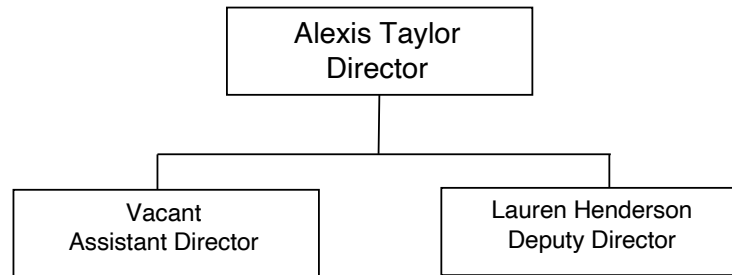 Alexis Taylor
Director
Vacant
Assistant Director
Lauren Henderson
Deputy Director